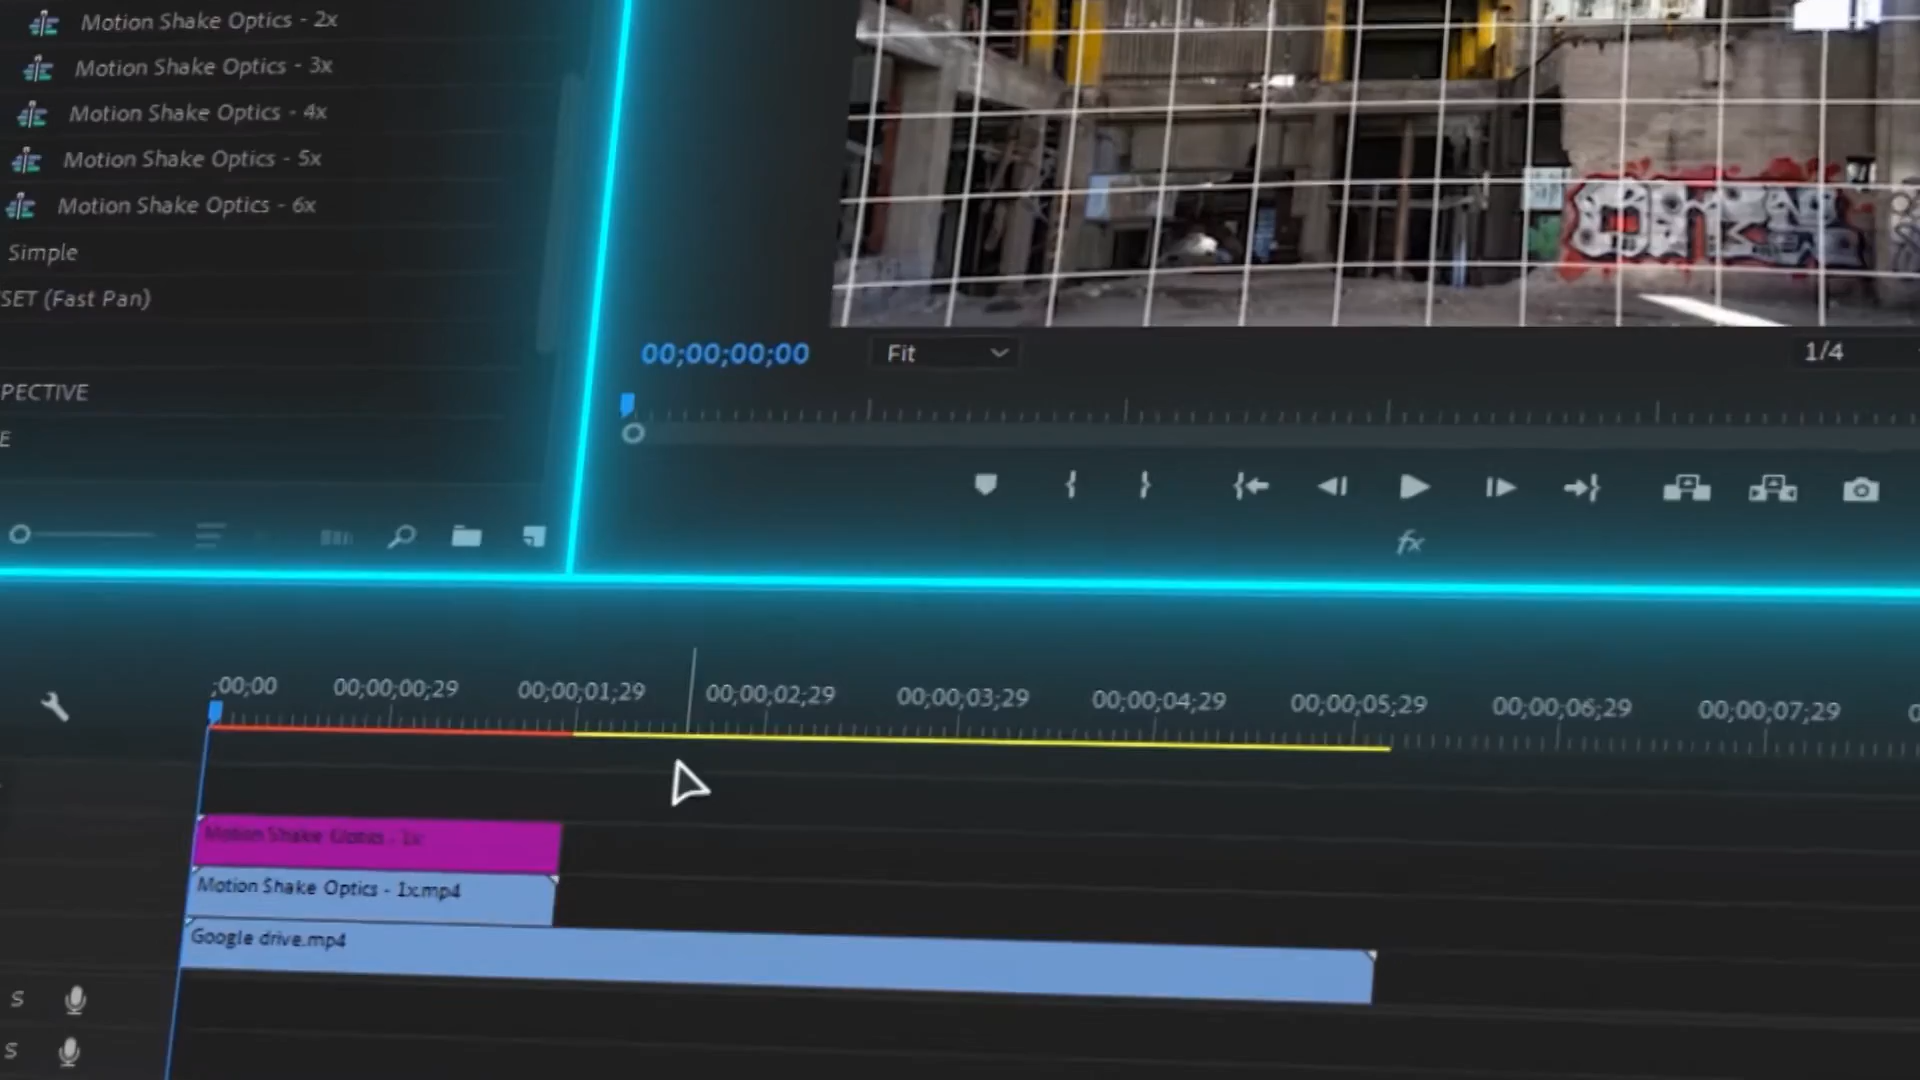 Motion Shake Optics - 2x
Motion Shake Optics - 3x
Motion Shake Optics - 4x
Motion Shake Optics - 5x
Motion Shake Optics - 6x
Simple
SET (Fast Pan)
PECTIVE
E
00;00;00;00
Fit
1/4
fx
;00;00
00;00;00;29
00;00;01;29
00;00;02;29
00;00;03;29
00;00;04;29
00;00;05;29
00;00;06;29
00;00;07;29
Motion Shake - 1x
Motion Shake Optics - 1x.mp4
Google drive.mp4
S
S